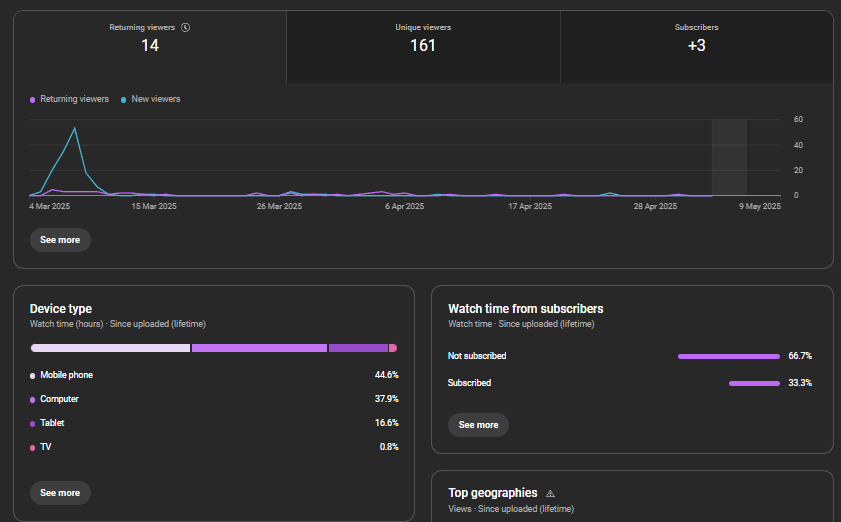 Returning viewers
14
Unique viewers
161
Subscribers
+3
Returning viewers
New viewers
60
40
20
0
4 Mar 2025
15 Mar 2025
26 Mar 2025
6 Apr 2025
17 Apr 2025
28 Apr 2025
9 May 2025
See more
Device type
Watch time (hours) · Since uploaded (lifetime)
Mobile phone 44.6%
Computer 37.9%
Tablet 16.6%
TV 0.8%
See more
Watch time from subscribers
Watch time · Since uploaded (lifetime)
Not subscribed 66.7%
Subscribed 33.3%
See more
Top geographies
Views · Since uploaded (lifetime)